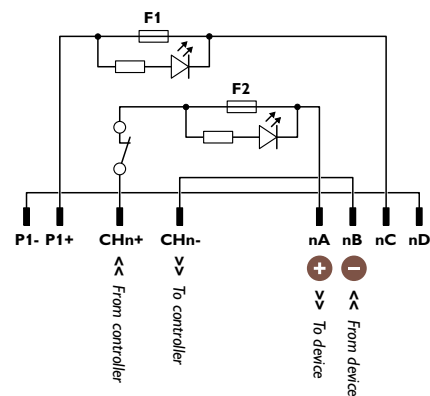 F1
F2
P1- P1+ CHn+ CHn- nA nB nC nD
+ −
<< From controller
>> To controller
>> To device
<< From device